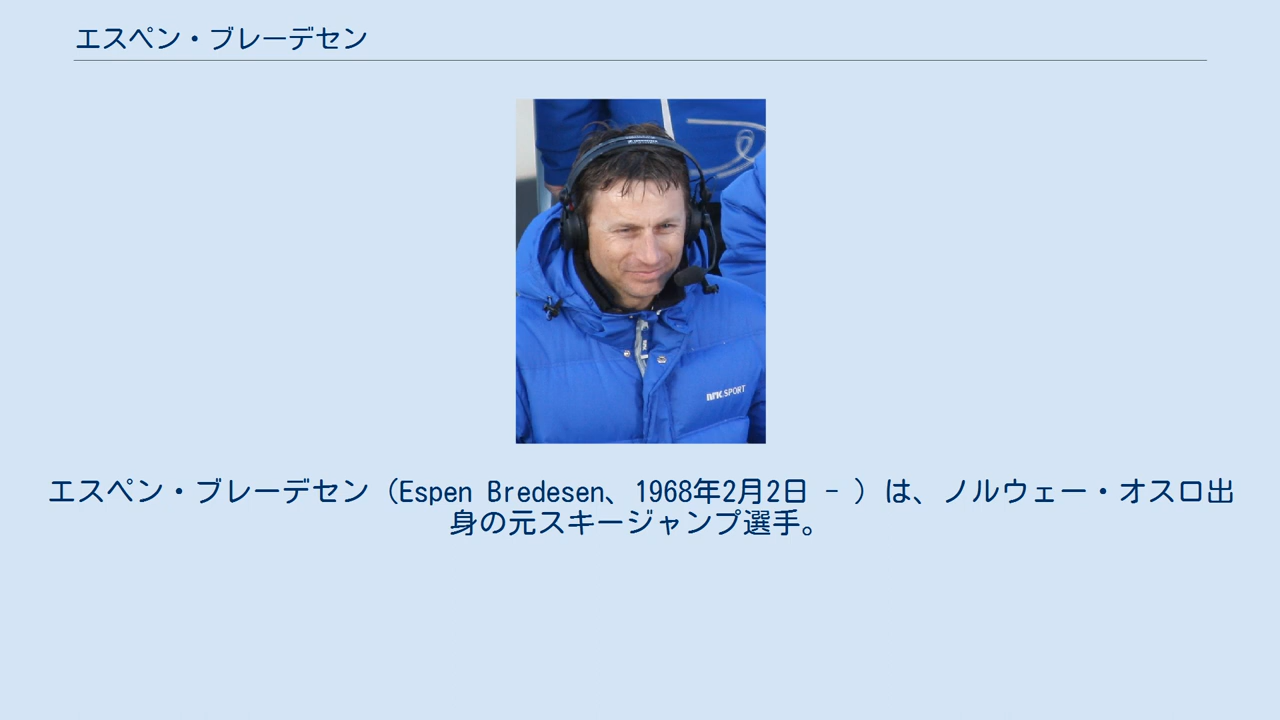 エスペン・ブレーデセン
NRK SPORT
エスペン・ブレーデセン（Espen Bredesen、1968年2月2日 - ）は、ノルウェー・オスロ出
身の元スキージャンプ選手。